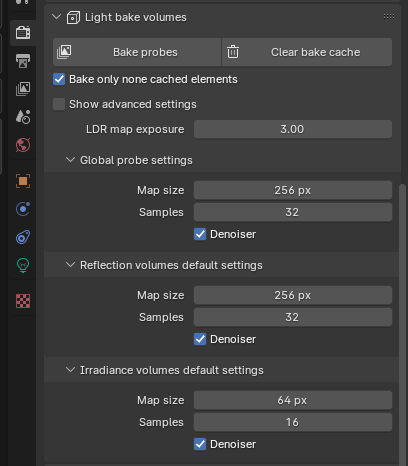 Light bake volumes
Bake probes Clear bake cache
Bake only none cached elements
Show advanced settings
LDR map exposure 3.00
Global probe settings
Map size 256 px
Samples 32
Denoiser
Reflection volumes default settings
Map size 256 px
Samples 32
Denoiser
Irradiance volumes default settings
Map size 64 px
Samples 16
Denoiser